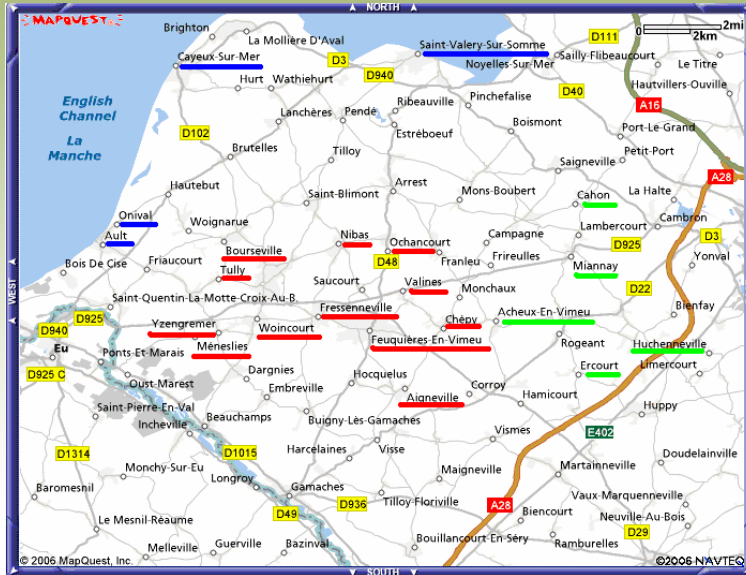 NORTH
MAPQUEST
Brighton
La Mollière D'Aval
D3
Saint-Valery-Sur-Somme
D111
0 2mi
2km
Cayeux-Sur-Mer
D940
Noyelles-Sur-Mer
Sailly-Flibeaucourt
Le Titre
Hurt
Wathiehurt
D40
Hautvillers-Ouville
English
Channel
La
Manche
Lanchères
Pendé
Ribeauville
Pinchefalise
A16
D102
Estrébœuf
Boismont
Port-Le-Grand
Brutelles
Tilloy
Petit-Port
Saigneville
A28
Hautebut
Saint-Blimont
Arrest
Mons-Boubert
Cahon
La Halte
Onival
Woignarue
Cambron
Ault
Bourseville
Nibas
Ochancourt
Campagne
Lambercourt
D925
D3
Bois De Cise
Friaucourt
Tully
D48
Franleu
Frireulles
Miannay
Yonval
WEST
Saucourt
Valines
Monchaux
D22
Saint-Quentin-La-Motte-Croix-Au-B.
Fressenneville
Bienfay
D925
D940
Yzengremer
Woincourt
Chépy
Acheux-En-Vimeu
Eu
Ponts-Et-Marais
Méneslies
Feuquières-En-Vimeu
Rogeant
Huchenneville
D925 C
Oust-Marest
Dargnies
Hocquelus
Ercourt
Limercourt
Embreville
Aigneville
Corroy
Hamicourt
Saint-Pierre-En-Val
Beauchamps
Buigny-Lès-Gamaches
Huppy
Incheville
Vismes
E402
D1314
D1015
Harcelaines
Visse
Doudelainville
Monchy-Sur-Eu
Maigneville
Martainneville
Longroy
Baromesnil
Gamaches
D936
Tilloy-Floriville
A28
Vaux-Marquenneville
D49
Biencourt
Neuville-Au-Bois
Le Mesnil-Réaume
D29
Melleville
Guerville
Bazinval
Bouillancourt-En-Séry
Ramburelles
© 2006 MapQuest, Inc.
©2006 NAVTEQ
SOUTH